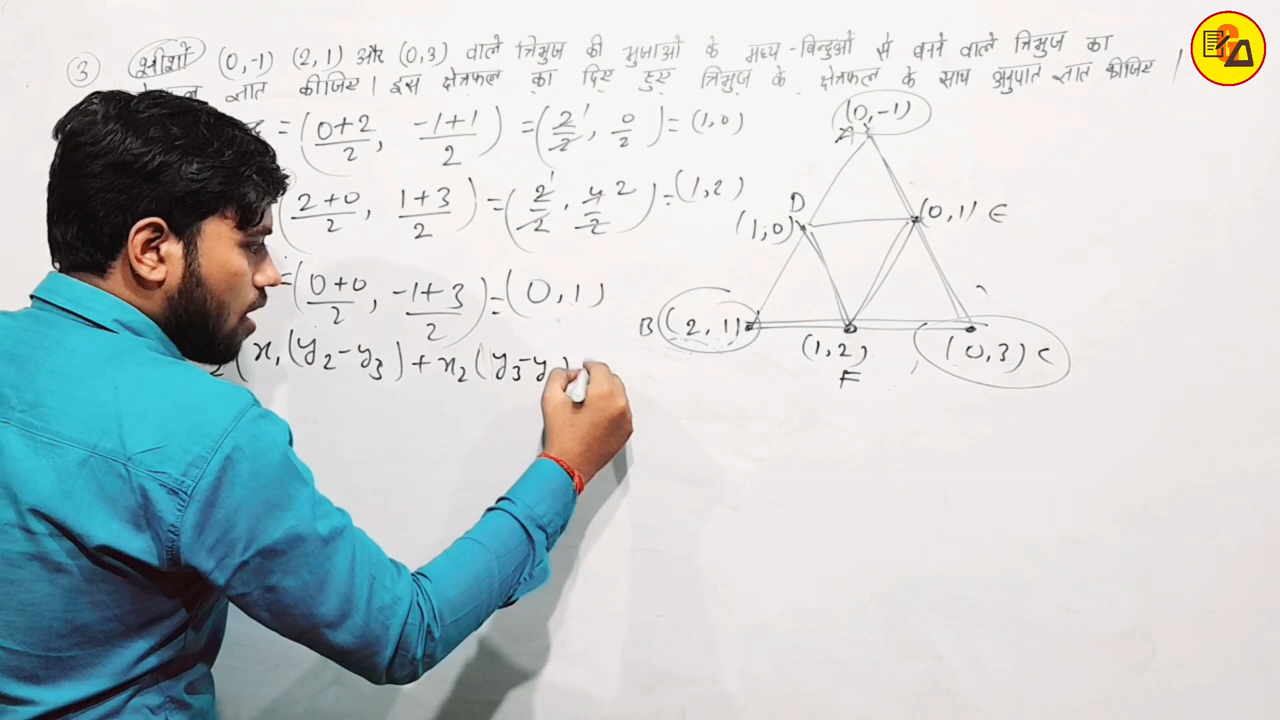 ③ शीर्षो (0,-1) (2,1) और (0,3) वाले त्रिभुज की भुजाओं के मध्य-बिन्दुओं से बनने वाले त्रिभुज का
ज्ञात कीजिए। इस क्षेत्रफल का दिए हुए त्रिभुज के क्षेत्रफल के साथ अनुपात ज्ञात कीजिए।
= (0+2/2, -1+1/2) = (2/2, 0/2) = (1,0)
(2+0/2, 1+3/2) = (2/2, 4/2) = (1,2)
= (0+0/2, -1+3/2) = (0,1)
(x₁(y₂-y₃)+x₂(y₃-y
(0,-1)
A
D
(1,0)
(0,1) E
B (2,1)
(1,2)
F
(0,3) C